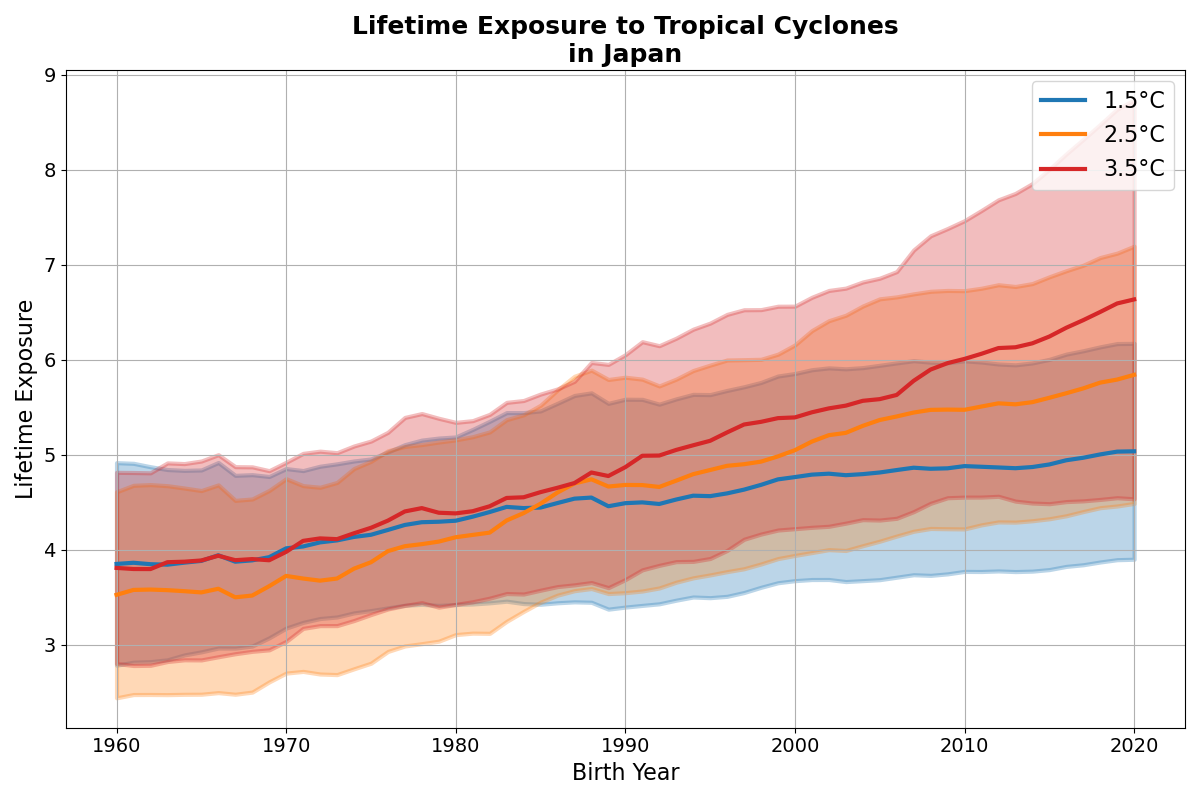 Lifetime Exposure to Tropical Cyclones
in Japan
1.5°C
2.5°C
3.5°C
Lifetime Exposure
9
8
7
6
5
4
3
1960
1970
1980
1990
2000
2010
2020
Birth Year